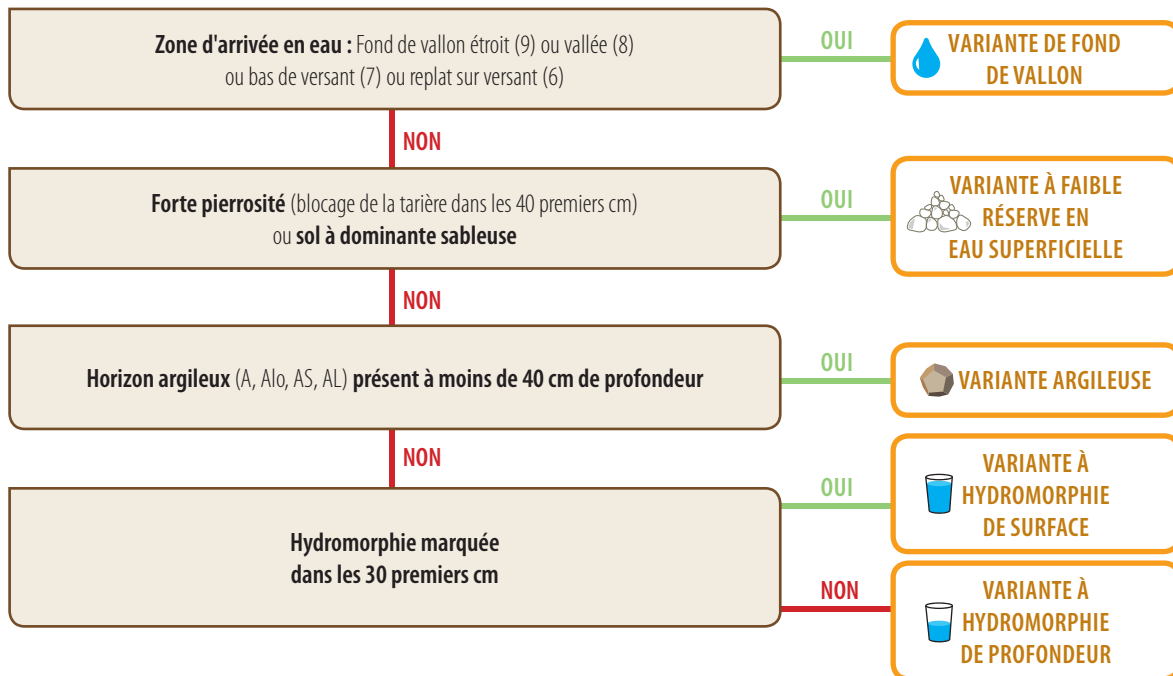 Zone d'arrivée en eau : Fond de vallon étroit (9) ou vallée (8)
ou bas de versant (7) ou replat sur versant (6)
OUI
VARIANTE DE FOND
DE VALLON
NON
Forte pierrosité (blocage de la tarière dans les 40 premiers cm)
ou sol à dominante sableuse
OUI
VARIANTE À FAIBLE
RÉSERVE EN
EAU SUPERFICIELLE
NON
Horizon argileux (A, Alo, AS, AL) présent à moins de 40 cm de profondeur
OUI
VARIANTE ARGILEUSE
NON
Hydromorphie marquée
dans les 30 premiers cm
OUI
VARIANTE À
HYDROMORPHIE
DE SURFACE
NON
VARIANTE À
HYDROMORPHIE
DE PROFONDEUR